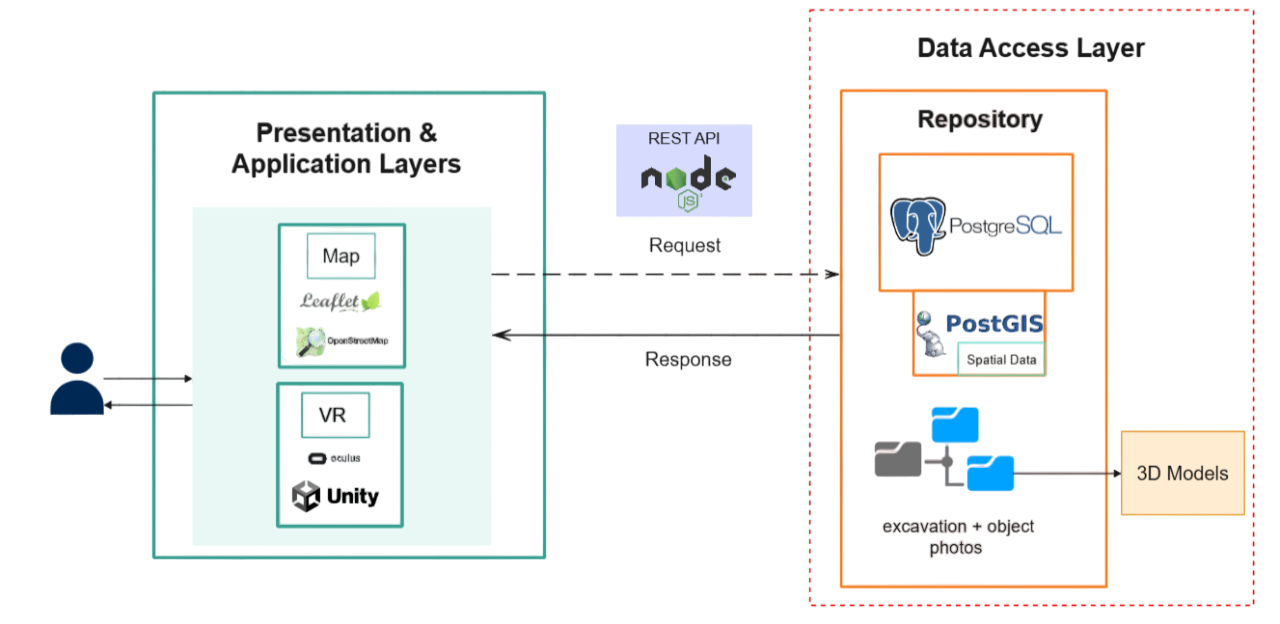 Data Access Layer
Presentation &
Application Layers
REST API
node
JS
Request
Response
Map
Leaflet
OpenStreetMap
VR
oculus
Unity
Repository
PostgreSQL
PostGIS
Spatial Data
excavation + object
photos
3D Models